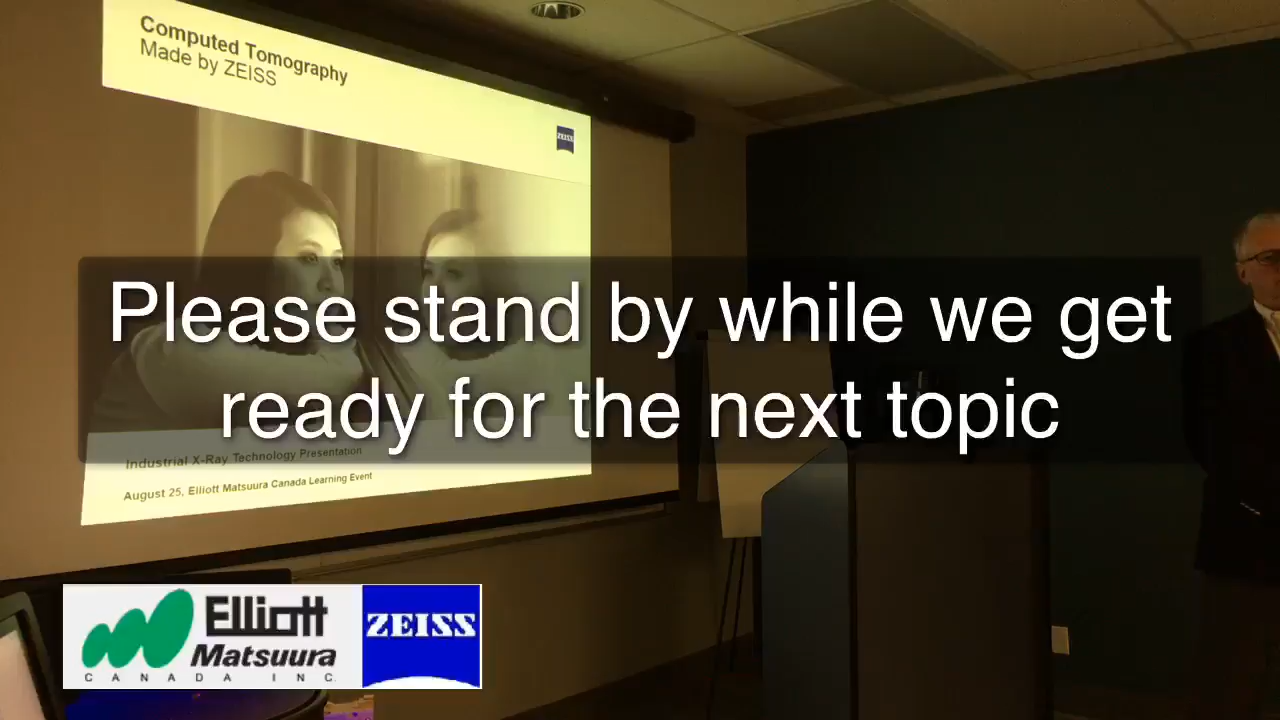 Computed Tomography
Made by ZEISS
ZEISS
Please stand by while we get
ready for the next topic
Industrial X-Ray Technology Presentation
August 25, Elliott Matsuura Canada Learning Event
Elliott
Matsuura
CANADA INC.
ZEISS